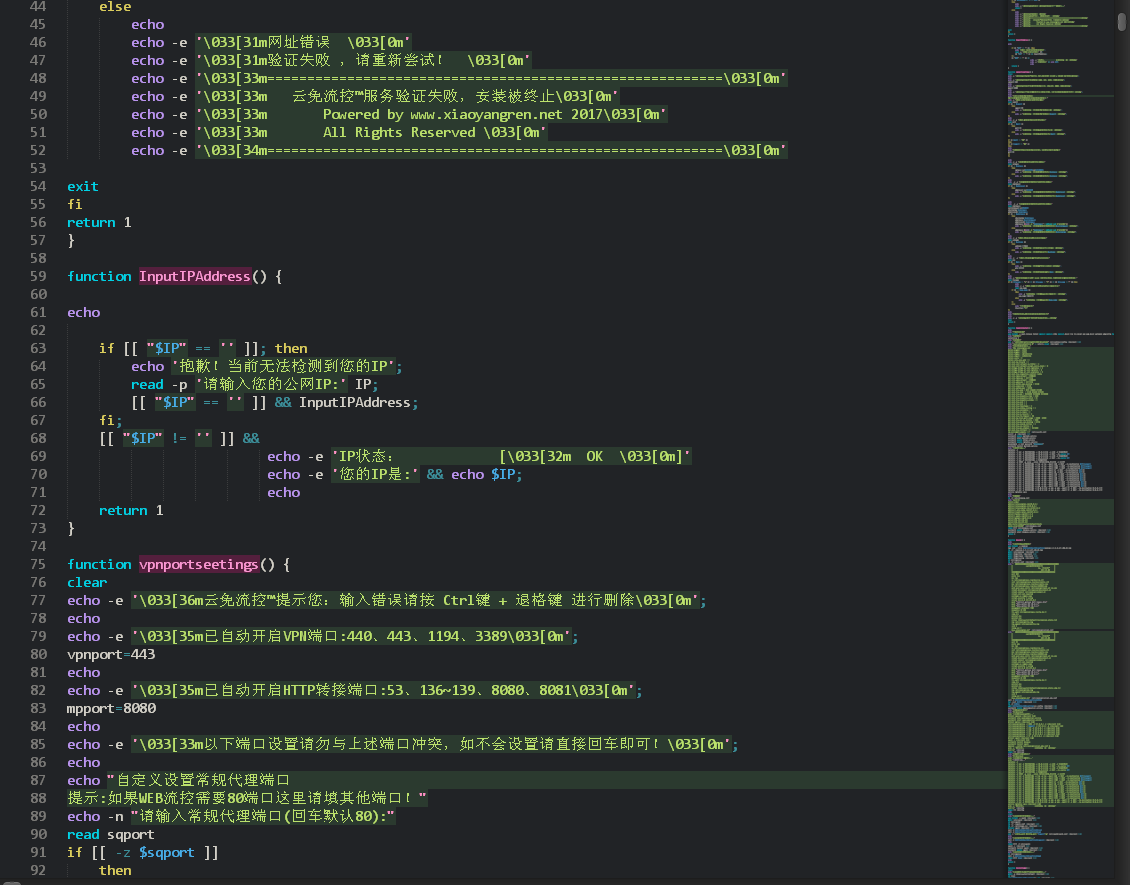 44 else
45 echo
46 echo -e '\033[31m网址错误  \033[0m'
47 echo -e '\033[31m验证失败 ，请重新尝试！  \033[0m'
48 echo -e '\033[33m=========================================================\033[0m'
49 echo -e '\033[33m   云免流控™服务验证失败，安装被终止\033[0m'
50 echo -e '\033[33m       Powered by www.xiaoyangren.net 2017\033[0m'
51 echo -e '\033[33m       All Rights Reserved \033[0m'
52 echo -e '\033[34m=========================================================\033[0m'
53
54 exit
55 fi
56 return 1
57 }
58
59 function InputIPAddress() {
60
61 echo
62
63 if [[ "$IP" == '' ]]; then
64 echo '抱歉！当前无法检测到您的IP';
65 read -p '请输入您的公网IP:' IP;
66 [[ "$IP" == '' ]] && InputIPAddress;
67 fi;
68 [[ "$IP" != '' ]] &&
69 echo -e 'IP状态：             [\033[32m  OK  \033[0m]'
70 echo -e '您的IP是:' && echo $IP;
71 echo
72 return 1
73 }
74
75 function vpnportseetings() {
76 clear
77 echo -e '\033[36m云免流控™提示您：输入错误请按 Ctrl键 + 退格键 进行删除\033[0m';
78 echo
79 echo -e '\033[35m已自动开启VPN端口:440、443、1194、3389\033[0m';
80 vpnport=443
81 echo
82 echo -e '\033[35m已自动开启HTTP转接端口:53、136~139、8080、8081\033[0m';
83 mpport=8080
84 echo
85 echo -e '\033[33m以下端口设置请勿与上述端口冲突，如不会设置请直接回车即可！\033[0m';
86 echo
87 echo "自定义设置常规代理端口
88 提示:如果WEB流控需要80端口这里请填其他端口！"
89 echo -n "请输入常规代理端口(回车默认80):"
90 read sqport
91 if [[ -z $sqport ]]
92 then